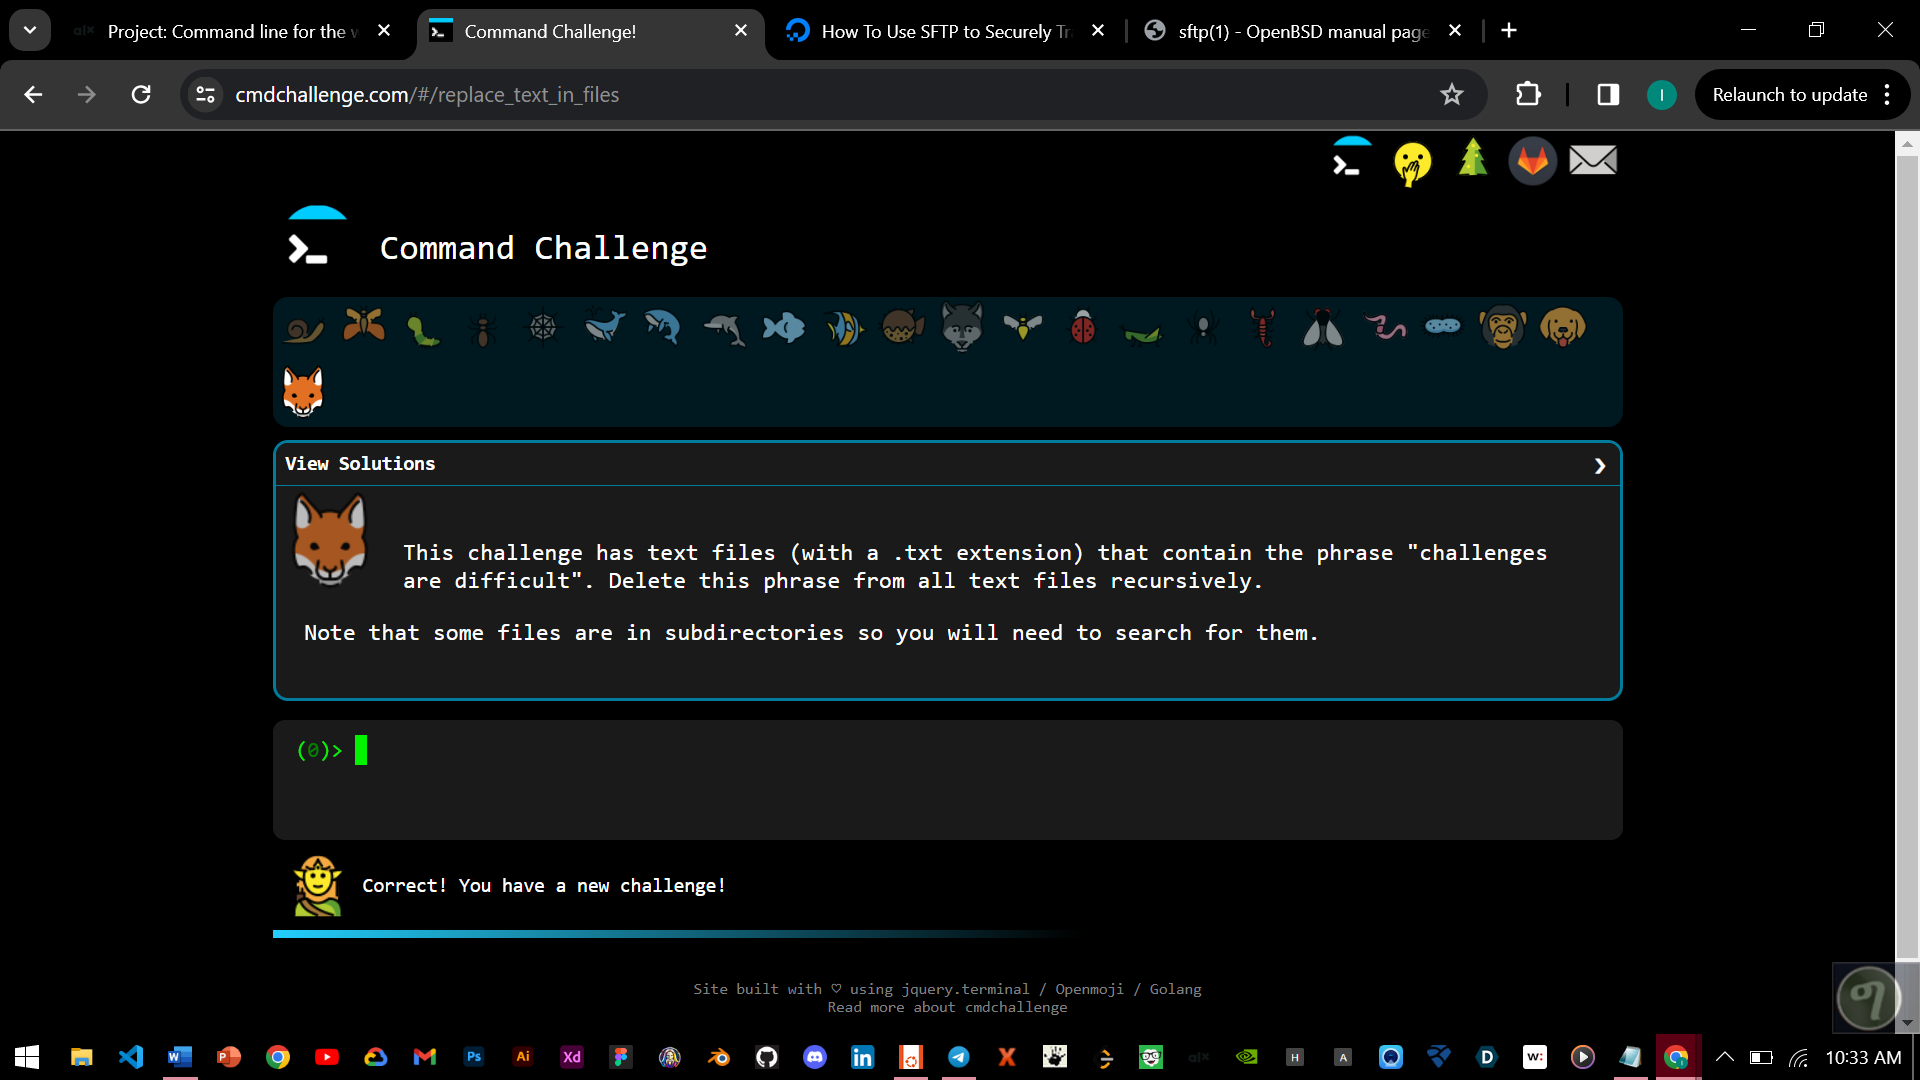 Project: Command line for the w
Command Challenge!
How To Use SFTP to Securely Tr
sftp(1) - OpenBSD manual page
cmdchallenge.com/#/replace_text_in_files
I
Relaunch to update
Command Challenge
View Solutions
This challenge has text files (with a .txt extension) that contain the phrase "challenges
are difficult". Delete this phrase from all text files recursively.
Note that some files are in subdirectories so you will need to search for them.
(0)>
Correct! You have a new challenge!
Site built with ♡ using jquery.terminal / Openmoji / Golang
Read more about cmdchallenge
10:33 AM